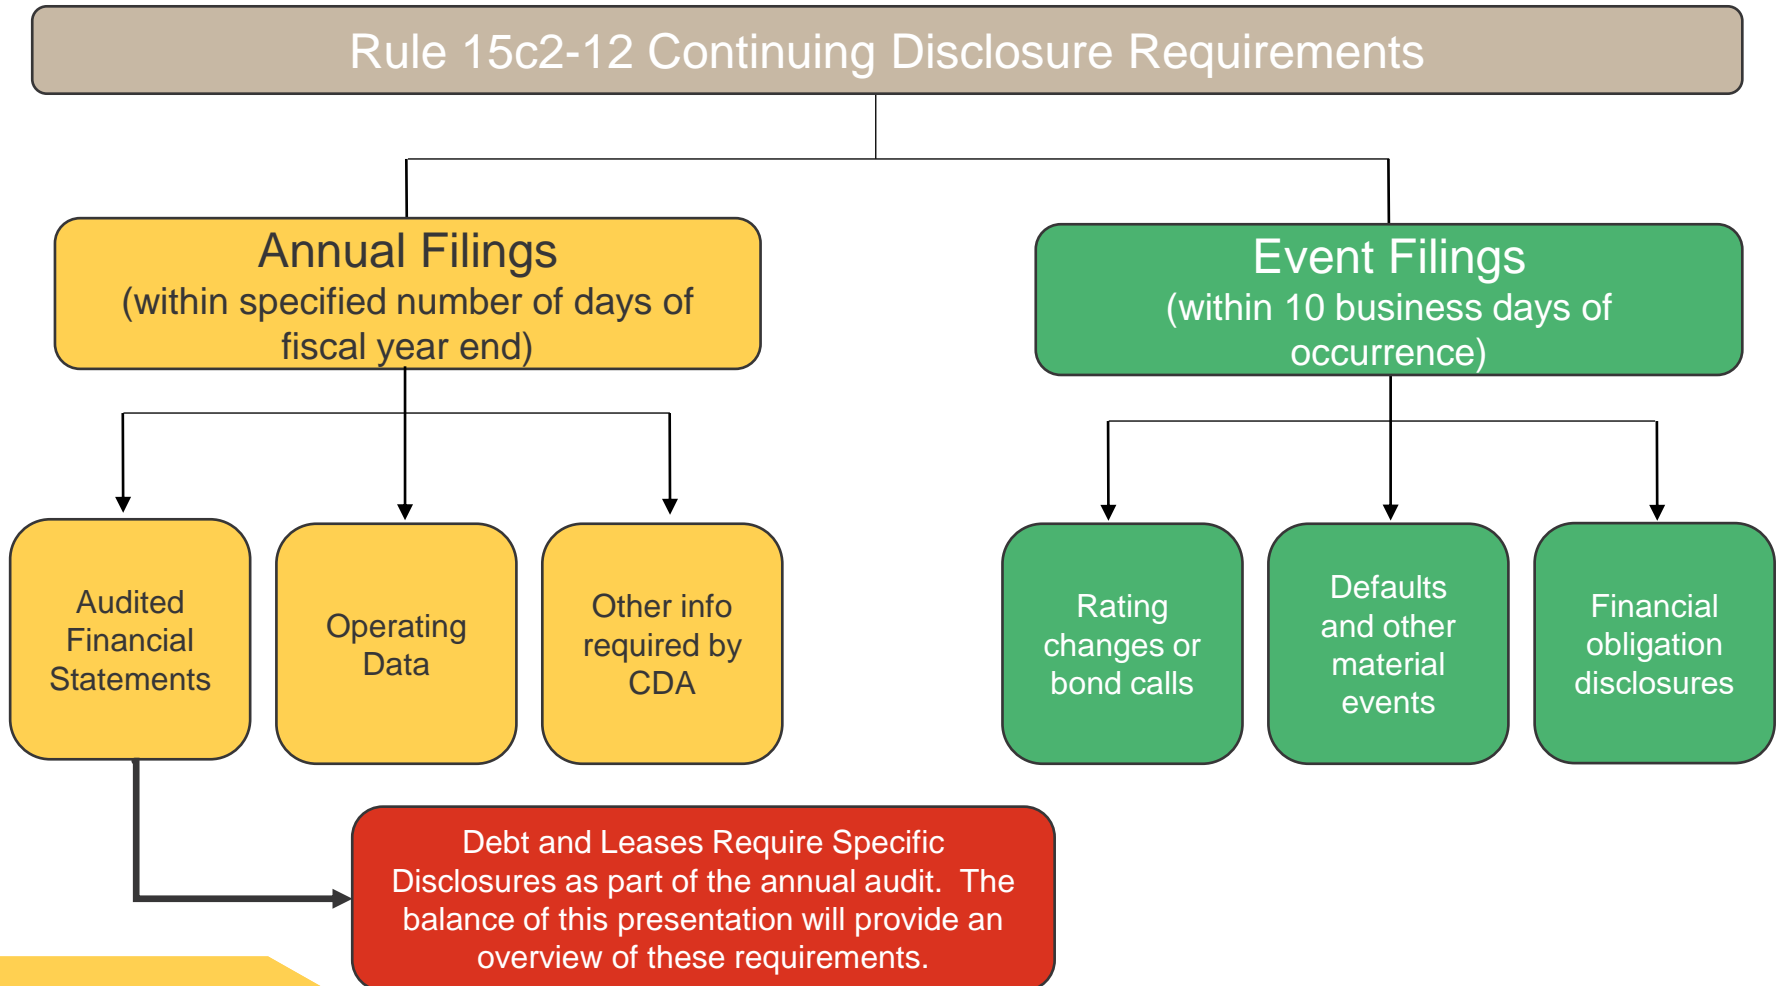 Rule 15c2-12 Continuing Disclosure Requirements
Annual Filings
(within specified number of days of
fiscal year end)
Event Filings
(within 10 business days of
occurrence)
Audited
Financial
Statements
Operating
Data
Other info
required by
CDA
Rating
changes or
bond calls
Defaults
and other
material
events
Financial
obligation
disclosures
Debt and Leases Require Specific
Disclosures as part of the annual audit.  The
balance of this presentation will provide an
overview of these requirements.